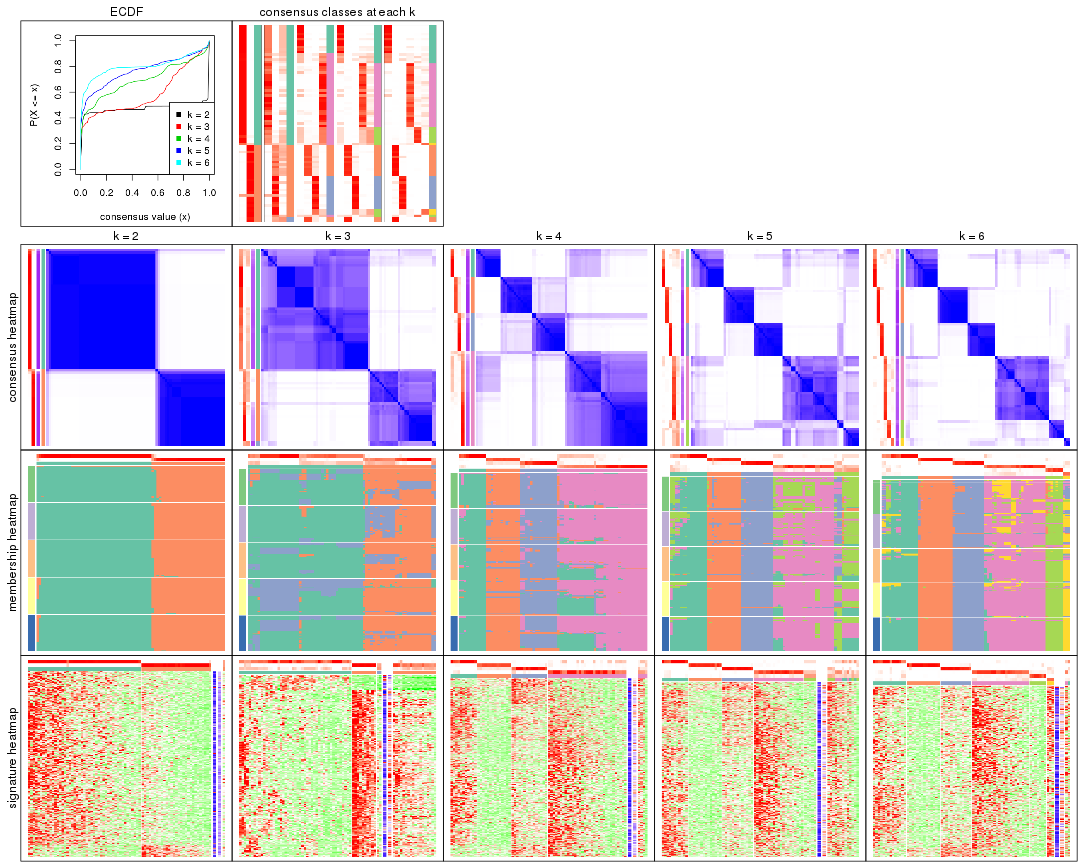 ECDF
consensus classes at each k
P(X <= x)
0.0 0.2 0.4 0.6 0.8 1.0
k = 2
k = 3
k = 4
k = 5
k = 6
0.0 0.2 0.4 0.6 0.8 1.0
consensus value (x)
k = 2
k = 3
k = 4
k = 5
k = 6
consensus heatmap
membership heatmap
signature heatmap